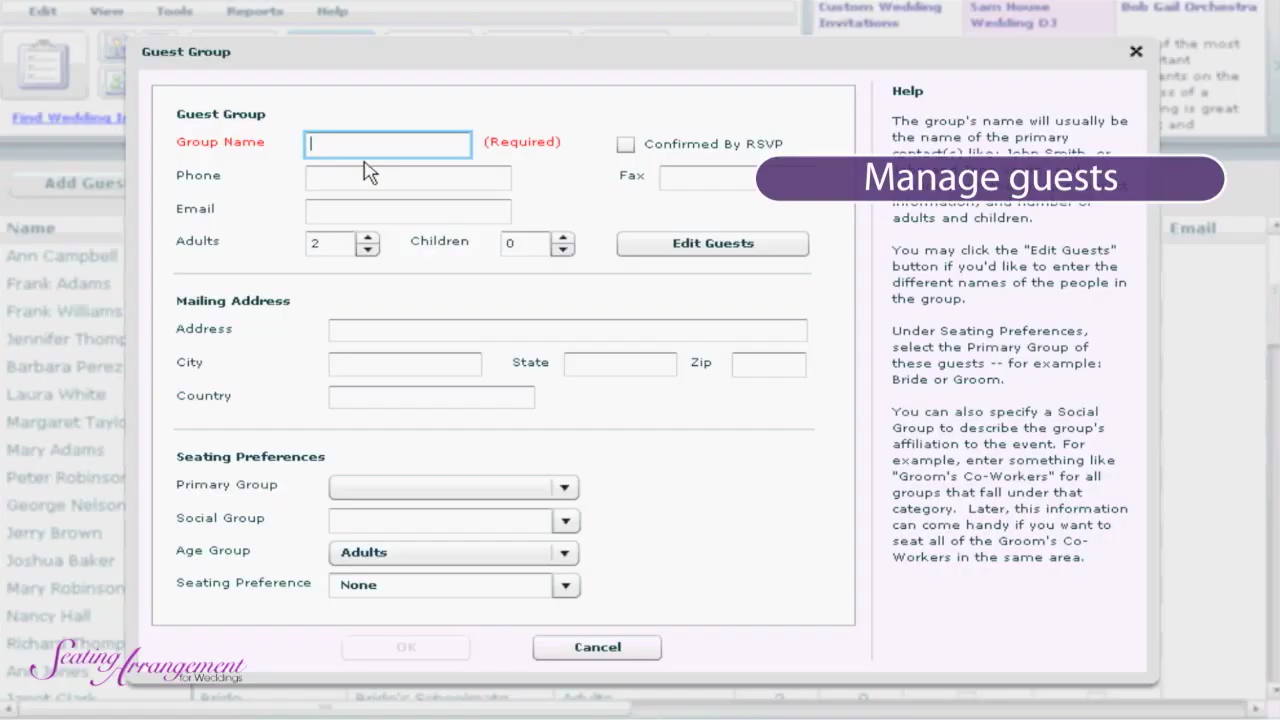 Edit View Tools Reports Help
Custom Wedding
Invitations
Sam House
Wedding DJ
Bob Gail Orchestra
Guest Group
Find Wedding
Add Guest
Name
Ann Campbell
Frank Adams
Frank Williams
Jennifer
Barbara Perez
Laura White
Margaret
Mary Adams
Peter Robinson
George Nelson
Jerry Brown
Joshua Baker
Mary Robinson
Nancy Hall
Email
Guest Group
Group Name (Required) Confirmed By RSVP
Phone Fax
Email
Adults 2 Children 0 Edit Guests
Mailing Address
Address
City State Zip
Country
Seating Preferences
Primary Group
Social Group
Age Group Adults
Seating Preference None
OK Cancel
Help
The group's name will usually be
the name of the primary
Manage guests
information, and number of
adults and children.
You may click the "Edit Guests"
button if you'd like to enter the
different names of the people in
the group.
Under Seating Preferences,
select the Primary Group of
these guests -- for example:
Bride or Groom.
You can also specify a Social
Group to describe the group's
affiliation to the event. For
example, enter something like
"Groom's Co-Workers" for all
groups that fall under that
category. Later, this information
can come handy if you want to
seat all of the Groom's Co-
Workers in the same area.
Seating Arrangement
for Weddings